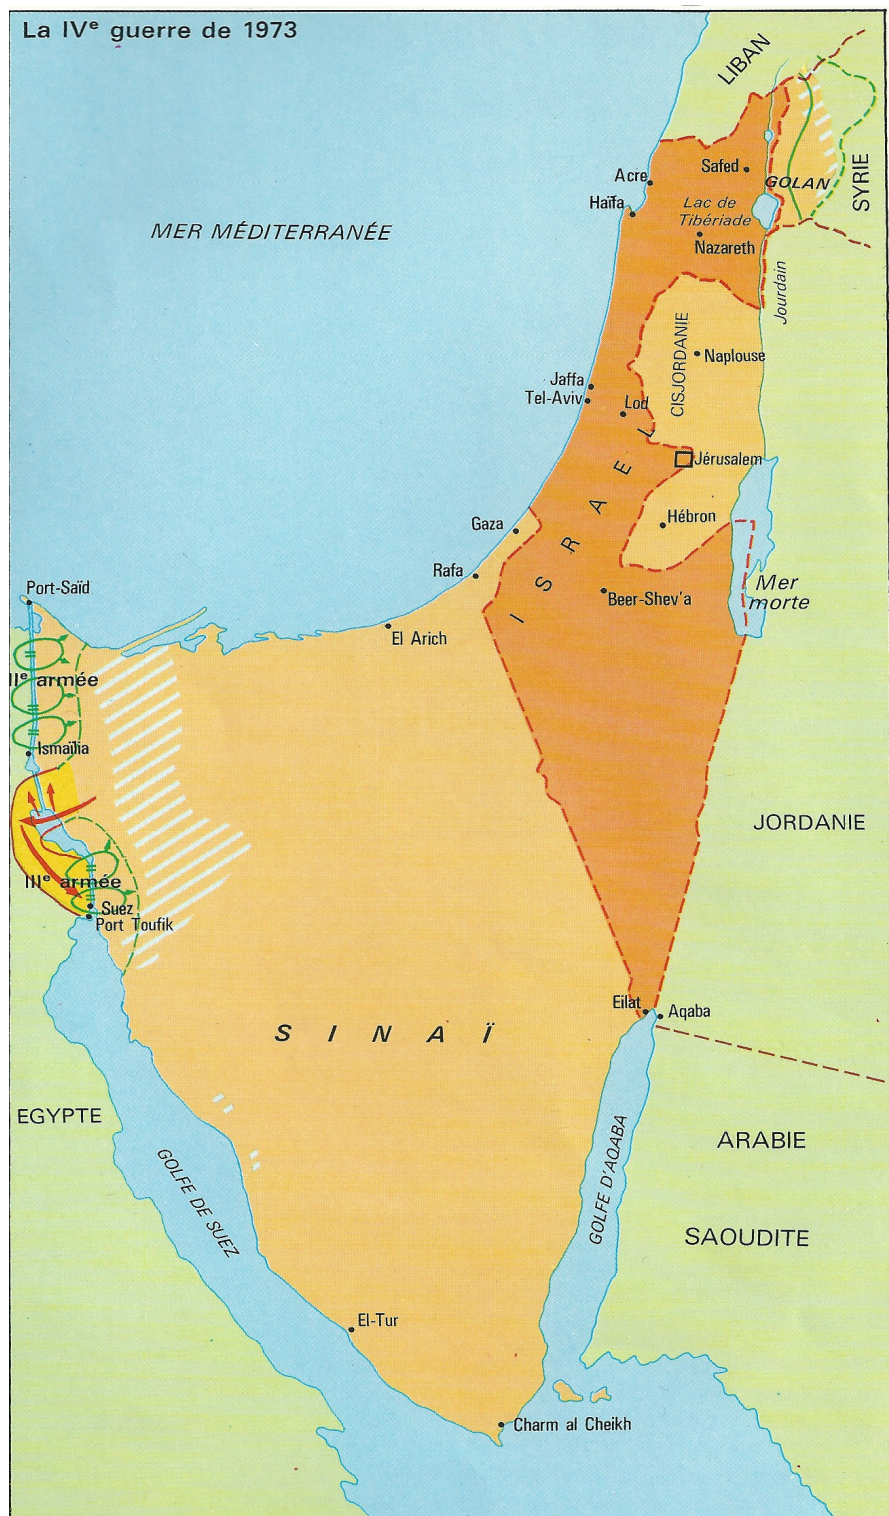 La IVe guerre de 1973
LIBAN
SYRIE
Acre
Safed
GOLAN
Haïfa
Lac de
Tibériade
MER MÉDITERRANÉE
Nazareth
Jourdain
CISJORDANIE
Naplouse
Jaffa
Tel-Aviv
Lod
ISRAEL
Jérusalem
Gaza
Hébron
Rafa
Port-Saïd
Beer-Shev'a
Mer
morte
El Arich
IIe armée
Ismaïlia
JORDANIE
IIIe armée
Suez
Port Toufik
Eilat
Aqaba
SINAÏ
EGYPTE
GOLFE DE SUEZ
GOLFE D'AQABA
ARABIE
SAOUDITE
El-Tur
Charm al Cheikh